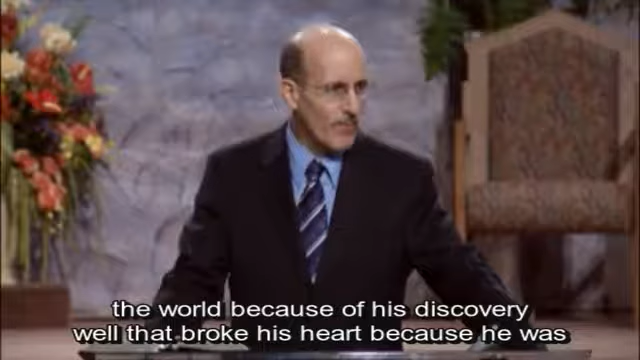 the world because of his discovery
well that broke his heart because he was